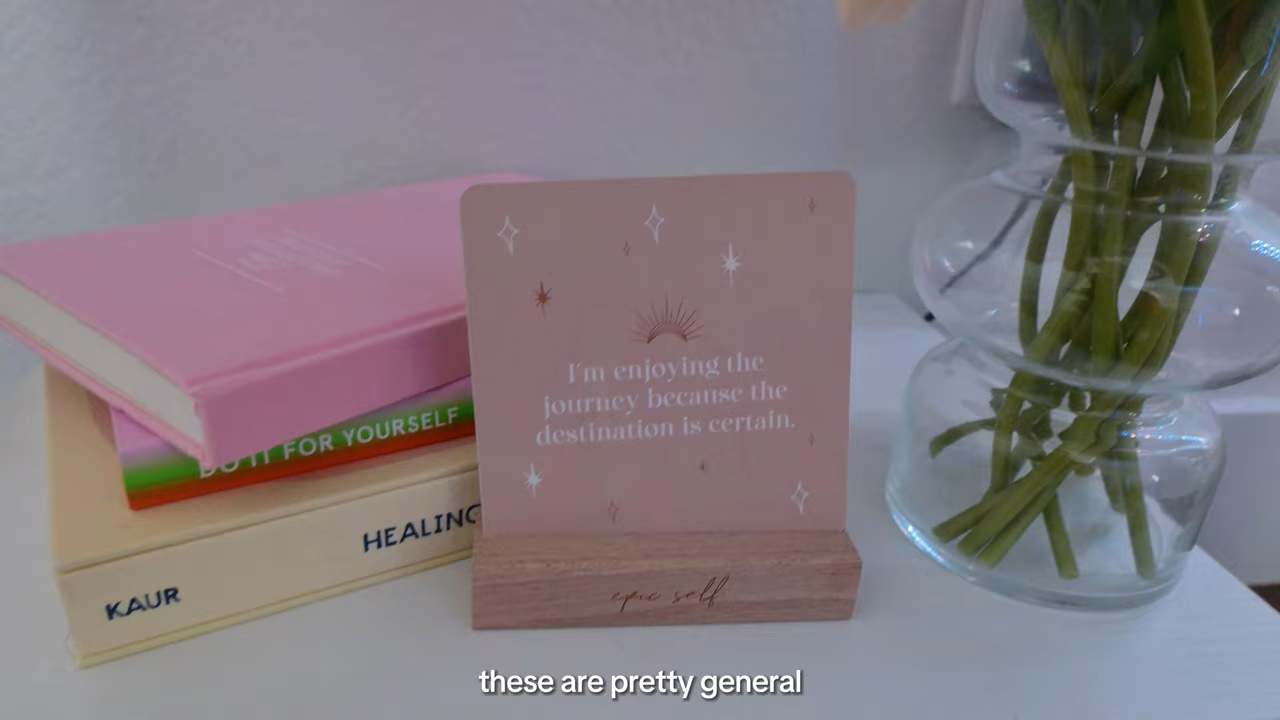 DO IT FOR YOURSELF
HEALING
KAUR
I'm enjoying the
journey because the
destination is certain.
epic self
these are pretty general